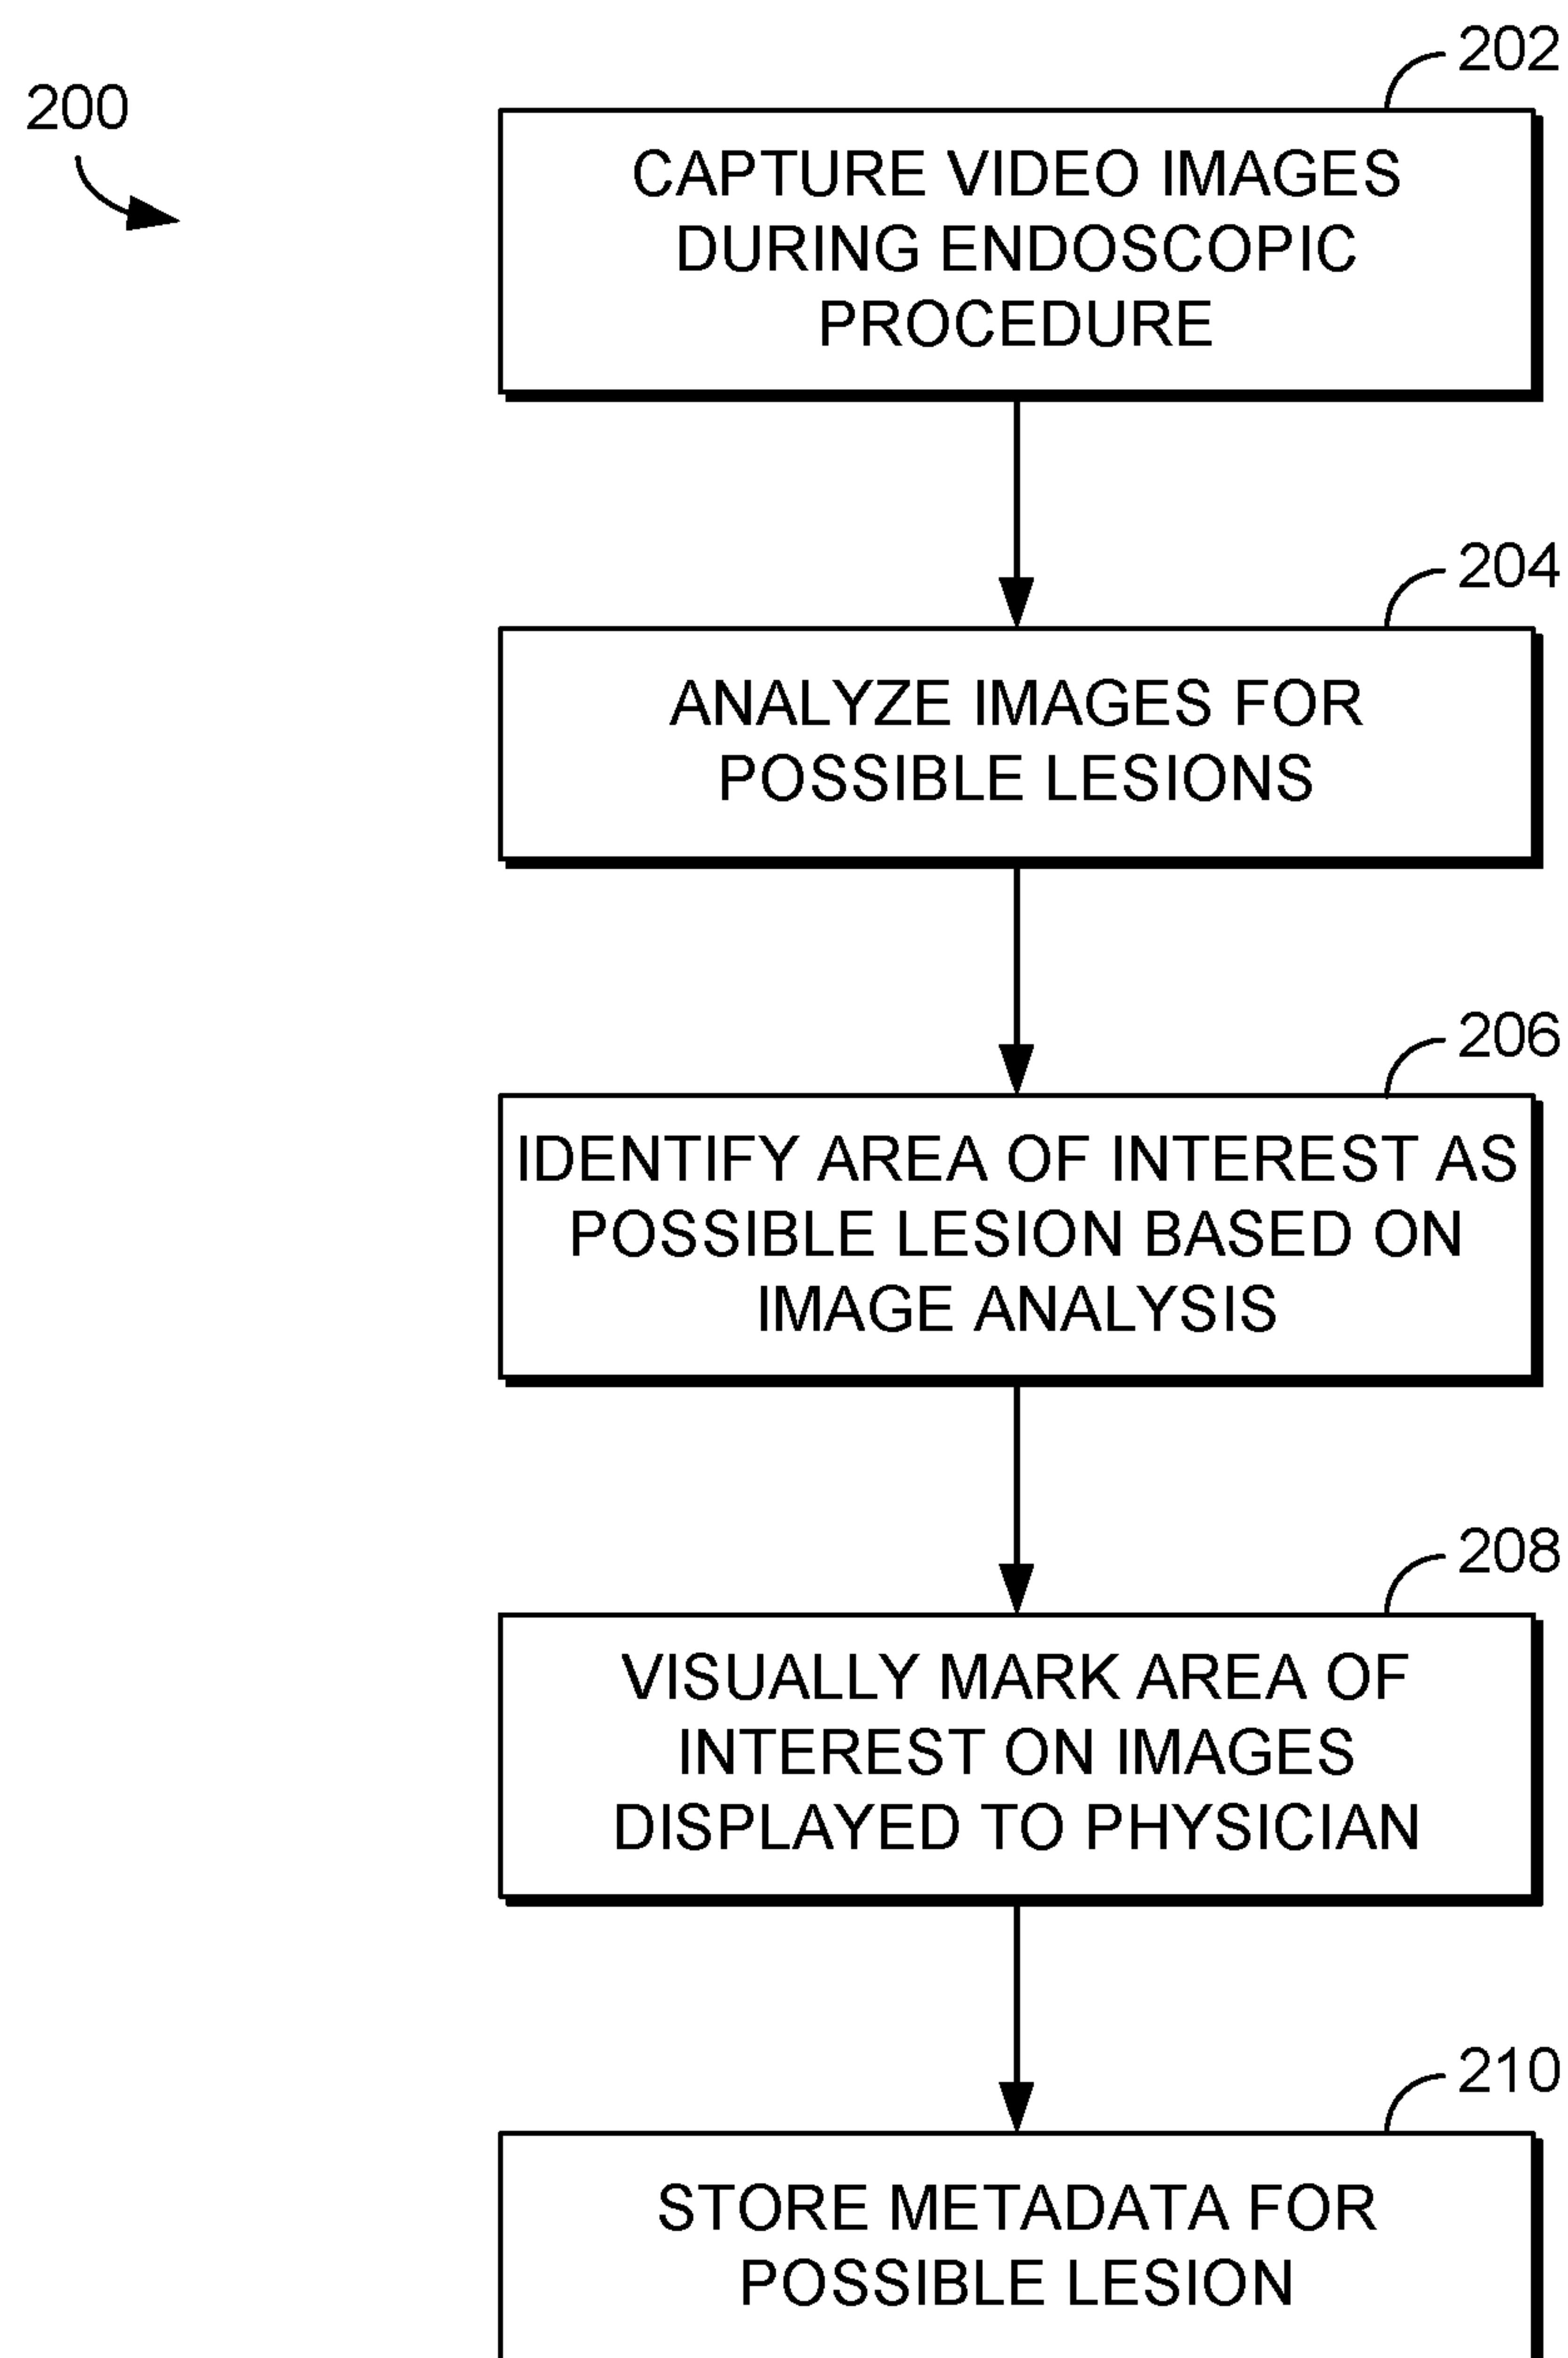 200
202
CAPTURE VIDEO IMAGES
DURING ENDOSCOPIC
PROCEDURE
204
ANALYZE IMAGES FOR
POSSIBLE LESIONS
206
IDENTIFY AREA OF INTEREST AS
POSSIBLE LESION BASED ON
IMAGE ANALYSIS
208
VISUALLY MARK AREA OF
INTEREST ON IMAGES
DISPLAYED TO PHYSICIAN
210
STORE METADATA FOR
POSSIBLE LESION